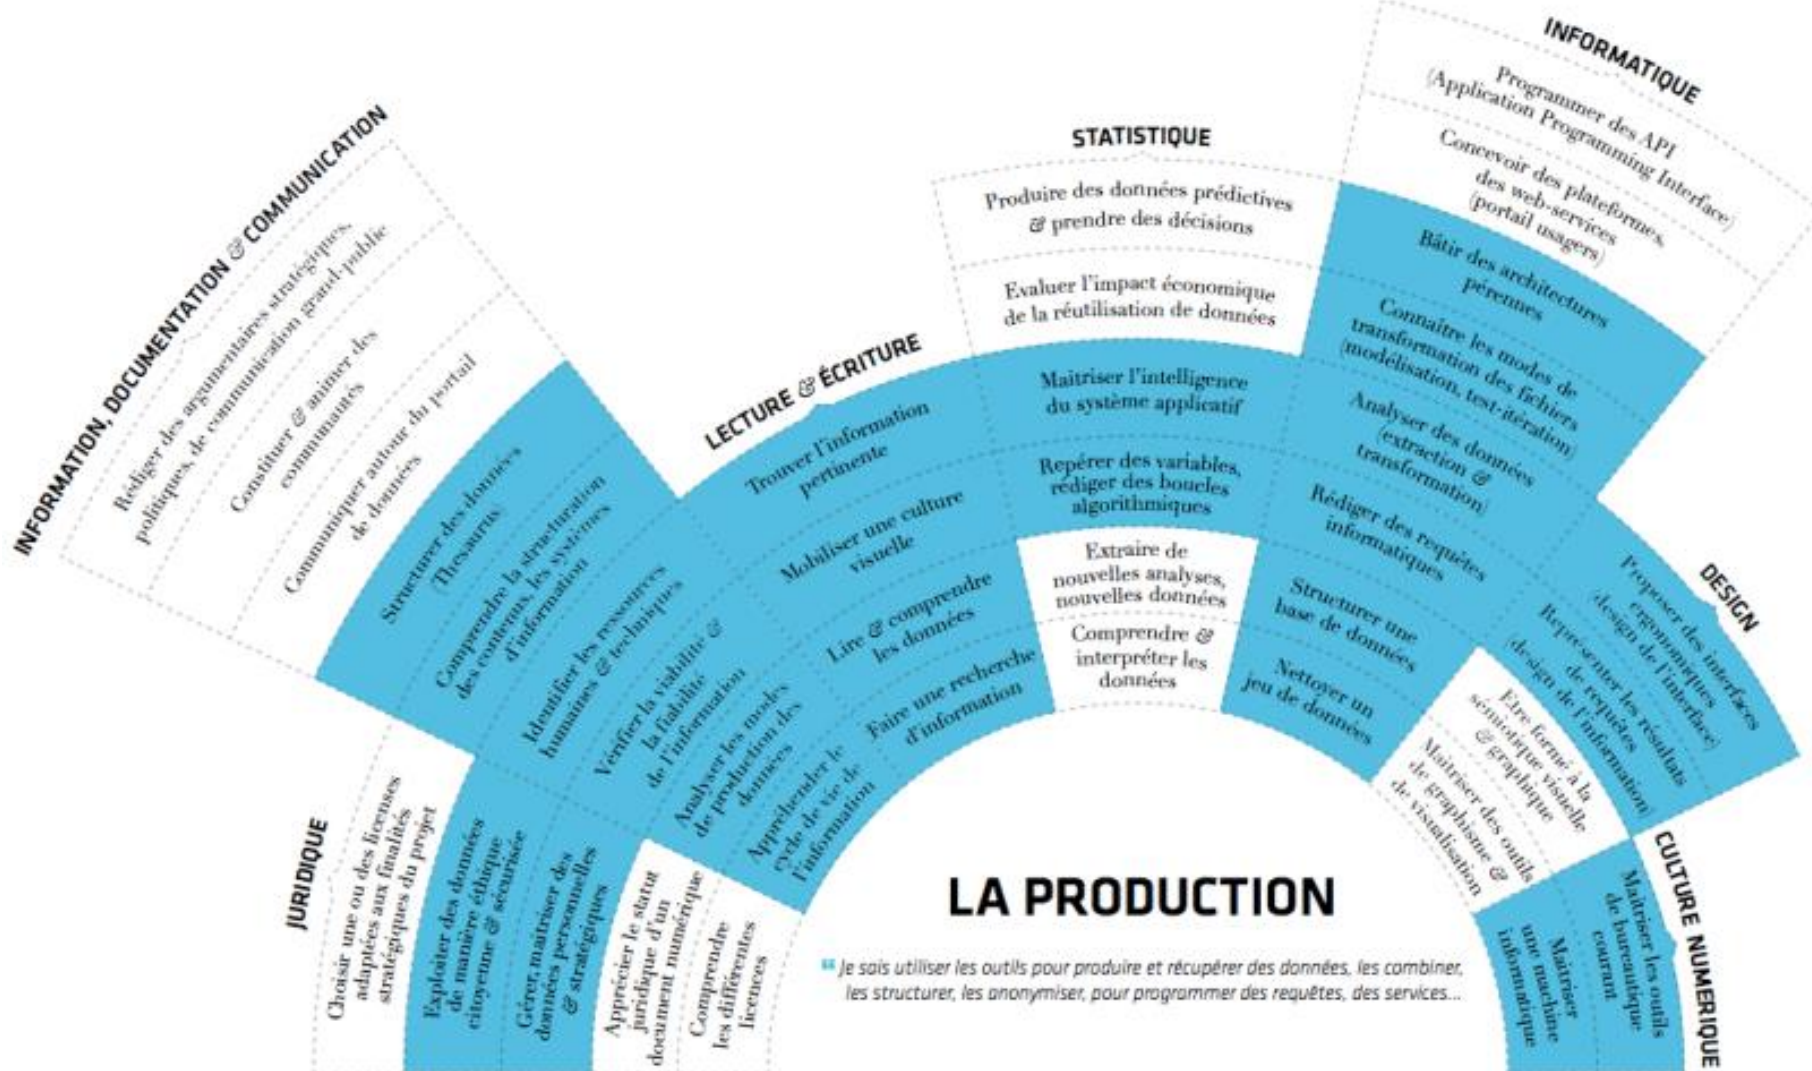 INFORMATION, DOCUMENTATION & COMMUNICATION
Rédiger des argumentaires stratégiques,
politiques, de communication grand-public
Constituer & animer des
communautés
Communiquer autour du portail
de données
Structurer des données
(Thésaurus
Comprendre la structuration
des contenus, les systèmes
d'information
Identifier les ressources
humaines & techniques
Vérifier la viabilité &
la fiabilité
de l'information
Analyser les modes
de production des
données
Appréhender le
cycle de vie de
l'information
JURIDIQUE
Choisir une ou des licenses
adaptées aux finalités
stratégiques du projet
Exploiter des données
de manière éthique
citoyenne & sécurisée
Gérer, maitriser des
données personnelles
& stratégiques
Apprécier le statut
juridique d'un
document numérique
Comprendre
les différentes
licences
LECTURE & ÉCRITURE
Trouver l'information
pertinente
Mobiliser une culture
visuelle
Lire & comprendre
les données
Faire une recherche
d'information
STATISTIQUE
Produire des données prédictives
& prendre des décisions
Evaluer l'impact économique
de la réutilisation de données
Maitriser l'intelligence
du système applicatif
Repérer des variables,
rédiger des boucles
algorithmiques
Extraire de
nouvelles analyses,
nouvelles données
Comprendre &
interpréter les
données
INFORMATIQUE
Programmer des API
(Application Programming Interface)
Concevoir des plateformes,
des web-services
(portail usagers)
Bâtir des architectures
pérennes
Connaître les modes de
transformation des fichiers
(modélisation, test-itération)
Analyser des données
(extraction &
transformation)
Rédiger des requêtes
informatiques
Structurer une
base de données
Nettoyer un
jeu de données
DESIGN
Proposer des interfaces
ergonomiques
(design de l'interface)
Représenter les résultats
de requêtes
(design de l'information)
Etre formé à la
sémiotique visuelle
& graphique
Maitriser des outils
de graphisme &
de visualisation
CULTURE NUMERIQUE
Maitriser les outils
de bureautique
courant
Maitriser
une machine
informatique
LA PRODUCTION
“ Je sais utiliser les outils pour produire et récupérer des données, les combiner,
les structurer, les anonymiser, pour programmer des requêtes, des services...